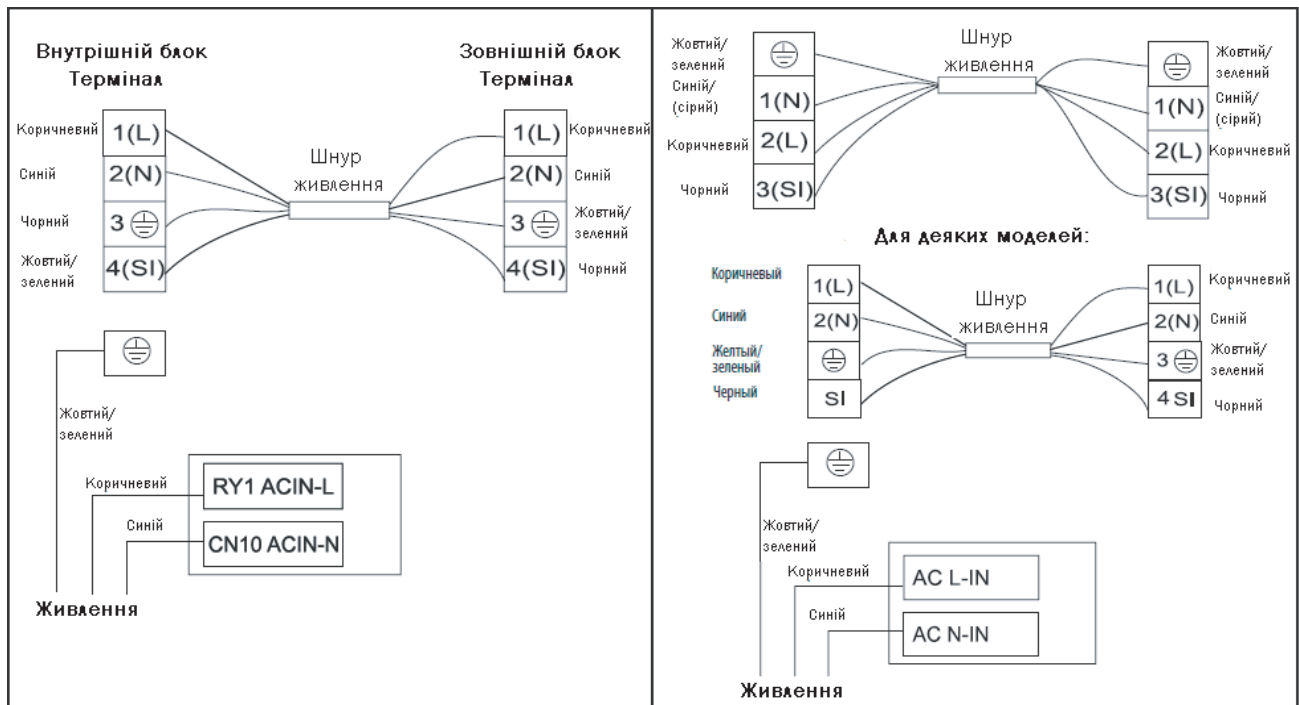 Внутрішній блок
Термінал
Зовнішній блок
Термінал
Коричневий
1(L)
Синій
2(N)
Чорний
3
Жовтий/
зелений
4(SI)
Шнур
живлення
1(L)
Коричневий
2(N)
Синій
3
Жовтий/
зелений
4(SI)
Чорний
Жовтий/
зелений
Коричневий
RY1 ACIN-L
Синій
CN10 ACIN-N
Живлення
Жовтий/
зелений
Синій/
(сірий)
1(N)
Коричневий
2(L)
Чорний
3(SI)
Шнур
живлення
Жовтий/
зелений
1(N)
Синій/
(сірий)
2(L)
Коричневий
3(SI)
Чорний
Для деяких моделей:
Коричневый
1(L)
Синий
2(N)
Желтый/
зеленый
Черный
SI
Шнур
живлення
1(L)
Коричневий
2(N)
Синій
3
Жовтий/
зелений
4 SI
Чорний
Жовтий/
зелений
Коричневий
AC L-IN
Синій
AC N-IN
Живлення